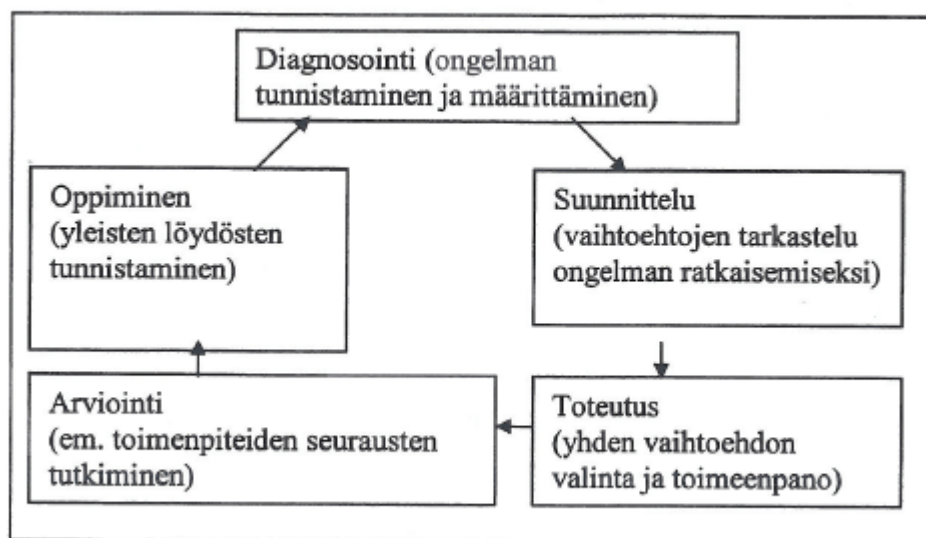 Diagnosointi (ongelman
tunnistaminen ja määrittäminen)
Suunnittelu
(vaihtoehtojen tarkastelu
ongelman ratkaisemiseksi)
Toteutus
(yhden vaihtoehdon
valinta ja toimeenpano)
Arviointi
(em. toimenpiteiden seurausten
tutkiminen)
Oppiminen
(yleisten löydösten
tunnistaminen)